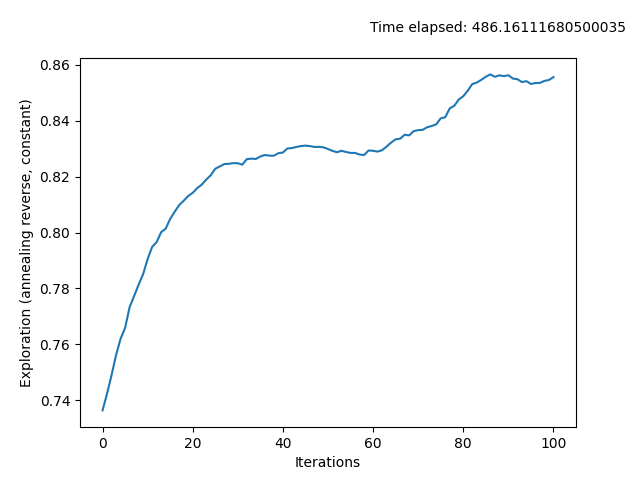 Time elapsed: 486.16111680500035
0.86
0.84
0.82
0.80
0.78
0.76
0.74
Exploration (annealing reverse, constant)
0 20 40 60 80 100
Iterations